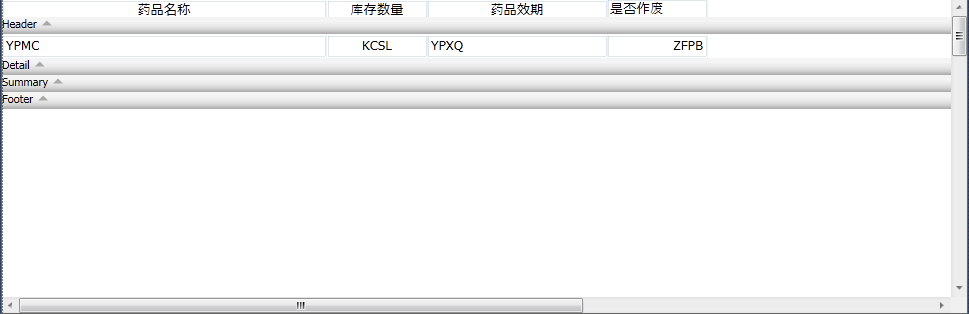 药品名称 库存数量 药品效期 是否作度
Header
YPMC KCSL YPXQ ZFPB
Detail
Summary
Footer